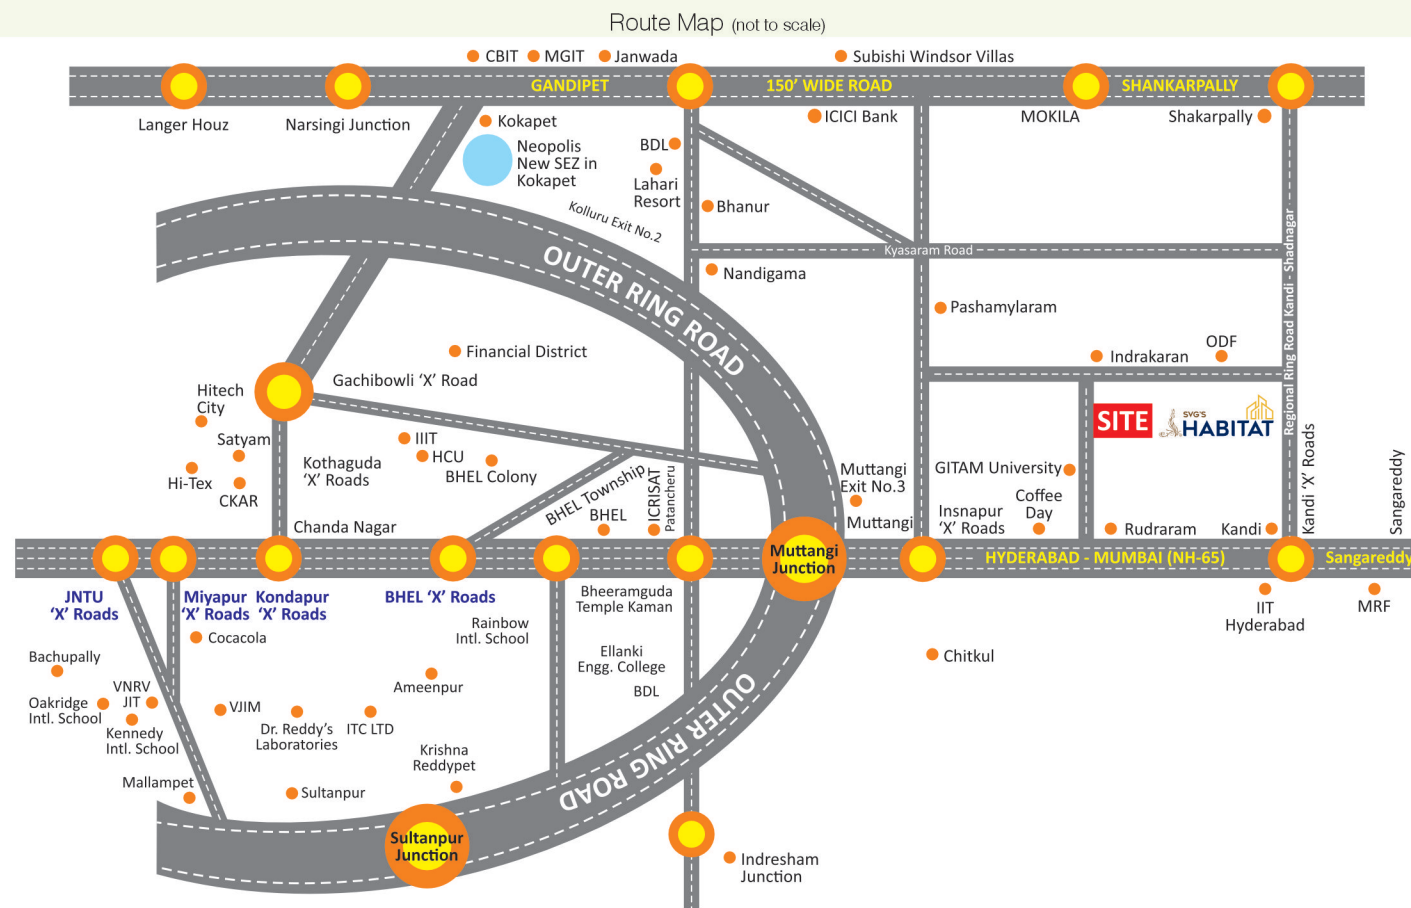 Route Map (not to scale)
CBIT
MGIT
Janwada
Subishi Windsor Villas
GANDIPET
150’ WIDE ROAD
SHANKARPALLY
Langer Houz
Narsingi Junction
Kokapet
ICICI Bank
MOKILA
Shakarpally
Neopolis
New SEZ in
Kokapet
BDL
Lahari
Resort
Bhanur
Kolluru Exit No.2
Kyasaram Road
Nandigama
OUTER RING ROAD
Regional Ring Road Kandi - Shadnagar
Pashamylaram
Financial District
Indrakaran
ODF
Gachibowli ‘X’ Road
Hitech
City
SITE
SVG'S
HABITAT
Satyam
IIIT
HCU
BHEL Colony
Kothaguda
‘X’ Roads
Hi-Tex
CKAR
BHEL Township
ICRISAT
Patancheru
BHEL
Muttangi
Exit No.3
Muttangi
GITAM University
Coffee
Day
Insnapur
‘X’ Roads
Rudraram
Kandi
Kandi ‘X’ Roads
Sangareddy
Chanda Nagar
Muttangi
Junction
HYDERABAD - MUMBAI (NH-65)
Sangareddy
JNTU
‘X’ Roads
Miyapur
‘X’ Roads
Kondapur
‘X’ Roads
BHEL ‘X’ Roads
Bheeramguda
Temple Kaman
IIT
Hyderabad
MRF
Cocacola
Rainbow
Intl. School
Ellanki
Engg. College
BDL
Chitkul
Bachupally
VNRV
JIT
Oakridge
Intl. School
Kennedy
Intl. School
VJIM
Dr. Reddy’s
Laboratories
ITC LTD
Ameenpur
Krishna
Reddypet
OUTER RING ROAD
Mallampet
Sultanpur
Sultanpur
Junction
Indresham
Junction